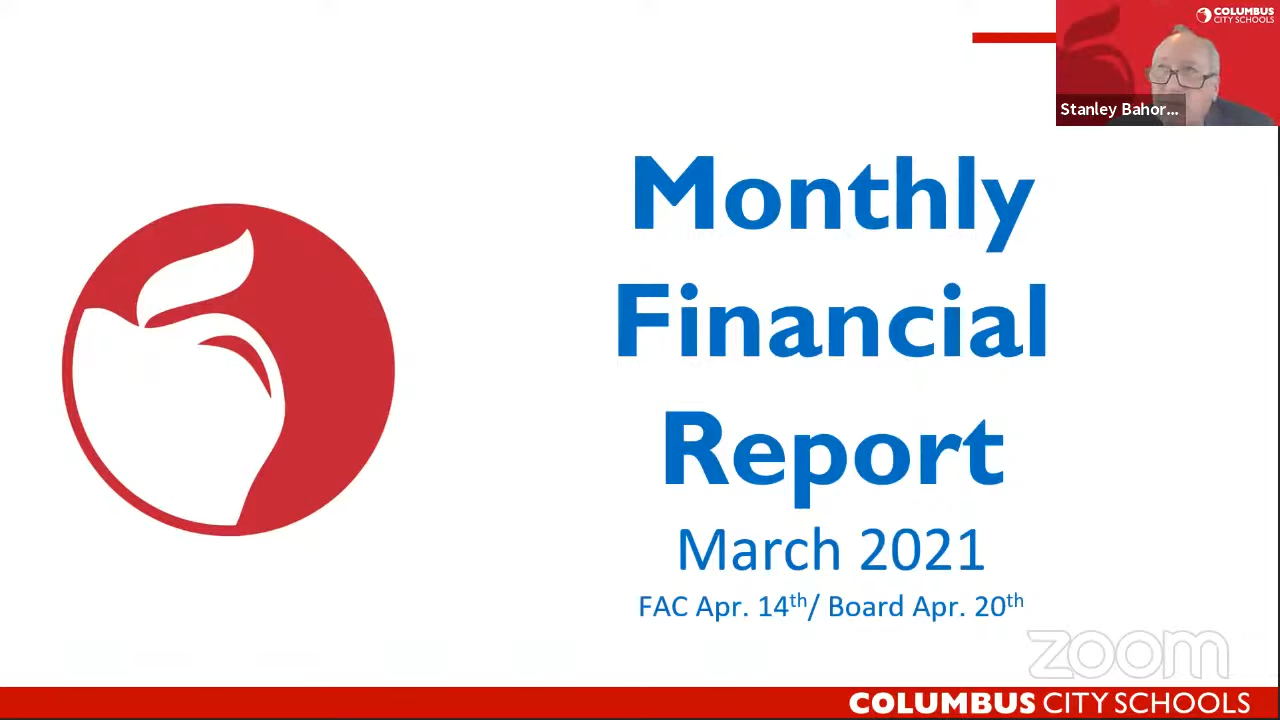 COLUMBUS
CITY SCHOOLS
Stanley Bahor...
Monthly
Financial
Report
March 2021
FAC Apr. 14th/ Board Apr. 20th
zoom
COLUMBUS CITY SCHOOLS